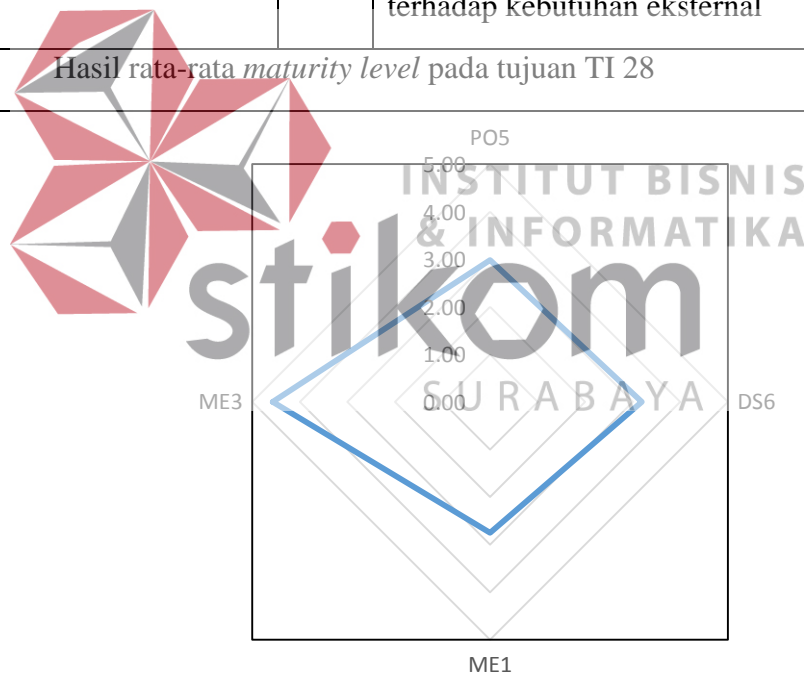 terhadap kebutuhan eksternal
Hasil rata-rata maturity level pada tujuan TI 28
PO5
5.00
INSTITUT BISNIS
4.00
& INFORMATIKA
3.00
stikom
2.00
1.00
ME3
0.00
SURABAYA
DS6
ME1